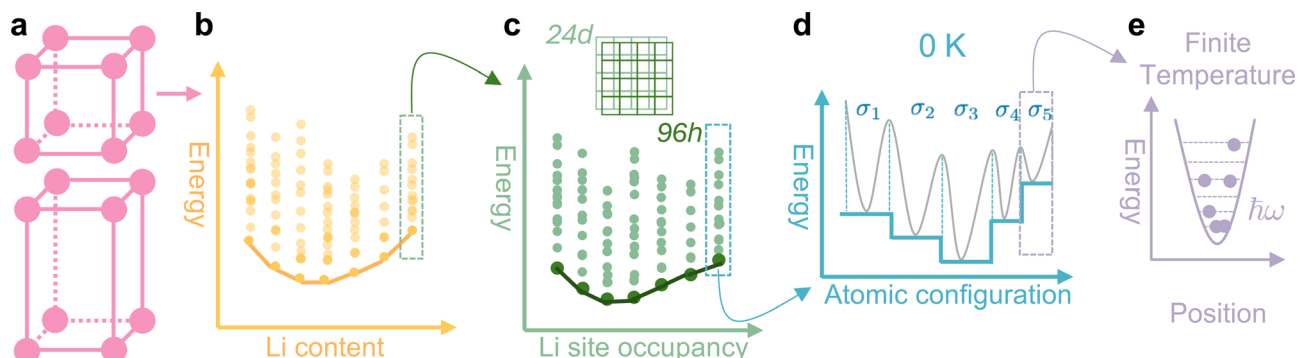 a
b
Energy
Li content
c
24d
96h
Energy
Li site occupancy
d
0 K
σ1 σ2 σ3 σ4 σ5
Energy
Atomic configuration
e
Finite
Temperature
Energy
ℏω
Position